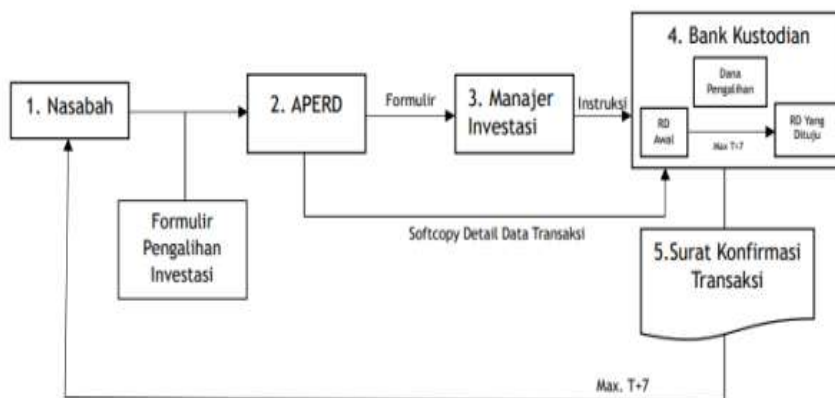 4. Bank Kustodian
Dana
Pengalihan
1. Nasabah
2. APERD
Formulir
3. Manajer
Investasi
Instruksi
RD
Awal
Max T+7
RD Yang
Dituju
Formulir
Pengalihan
Investasi
Softcopy Detail Data Transaksi
5.Surat Konfirmasi
Transaksi
Max. T+7